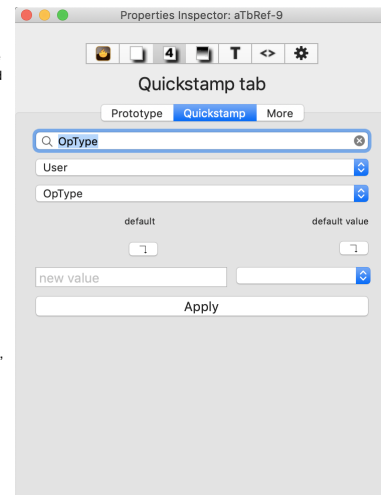 Properties Inspector: aTbRef-9
4 T <>
Quickstamp tab
Prototype Quickstamp More
OpType
User
OpType
default default value
new value
Apply